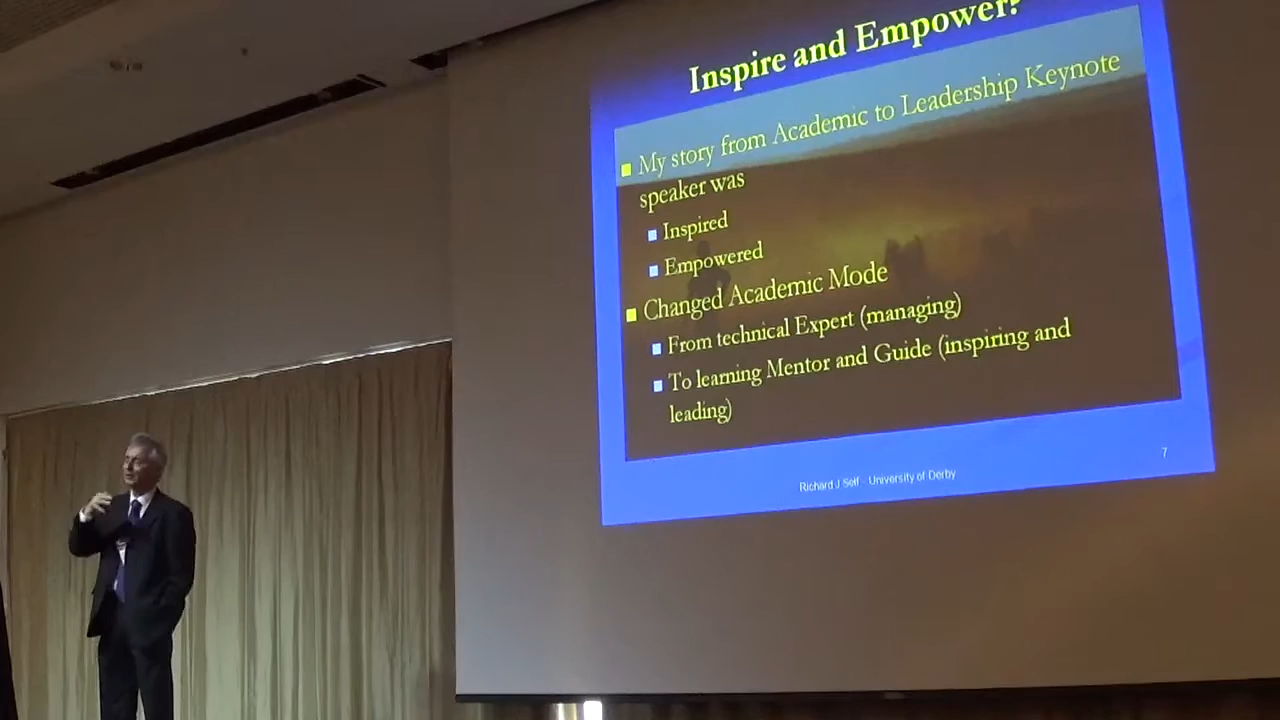 Inspire and Empower?
My story from Academic to Leadership Keynote
speaker was
Inspired
Empowered
Changed Academic Mode
From technical Expert (managing)
To learning Mentor and Guide (inspiring and
leading)
Richard J Self - University of Derby
7